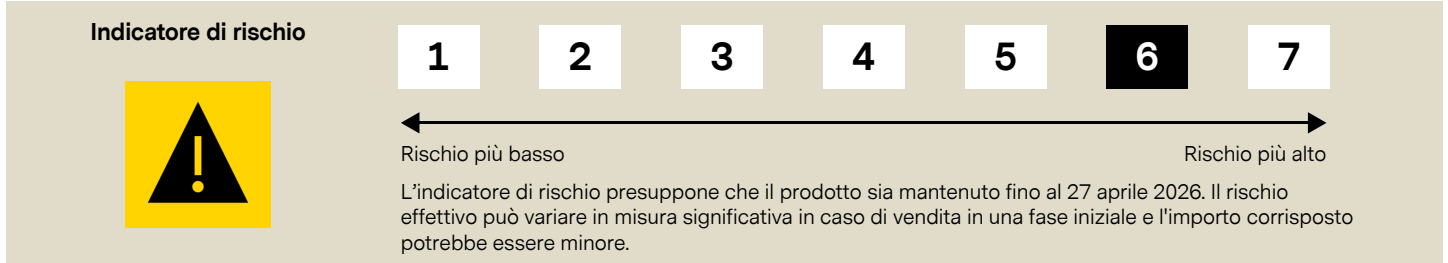 Indicatore di rischio
1 2 3 4 5 6 7
Rischio più basso Rischio più alto
L'indicatore di rischio presuppone che il prodotto sia mantenuto fino al 27 aprile 2026. Il rischio
effettivo può variare in misura significativa in caso di vendita in una fase iniziale e l'importo corrisposto
potrebbe essere minore.